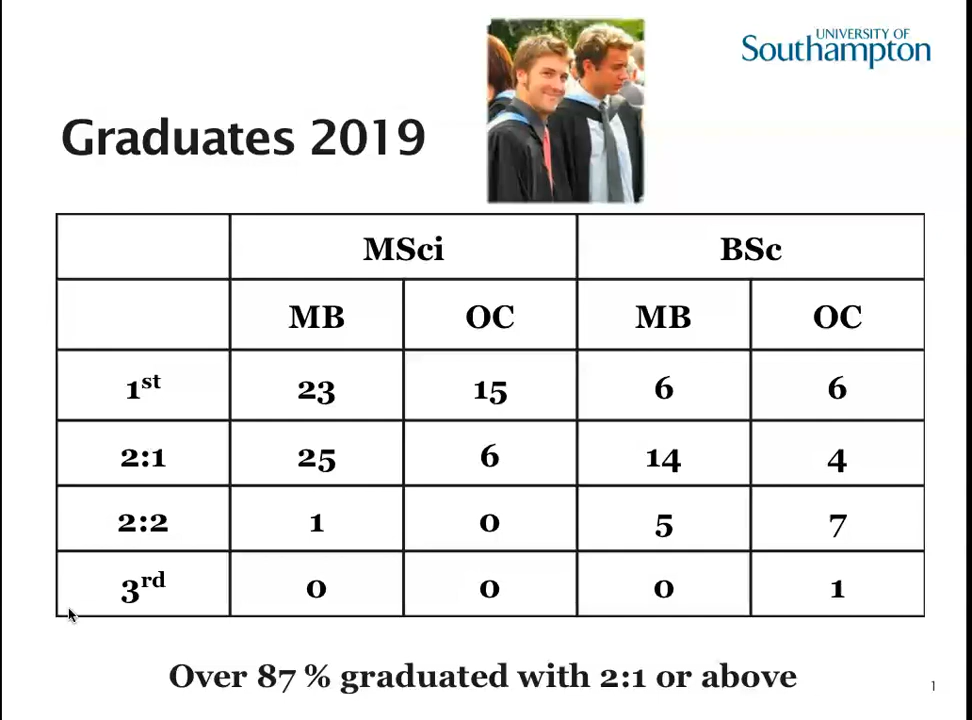 UNIVERSITY OF
Southampton
Graduates 2019
MSci BSc
MB OC MB OC
1st 23 15 6 6
2:1 25 6 14 4
2:2 1 0 5 7
3rd 0 0 0 1
Over 87 % graduated with 2:1 or above
1